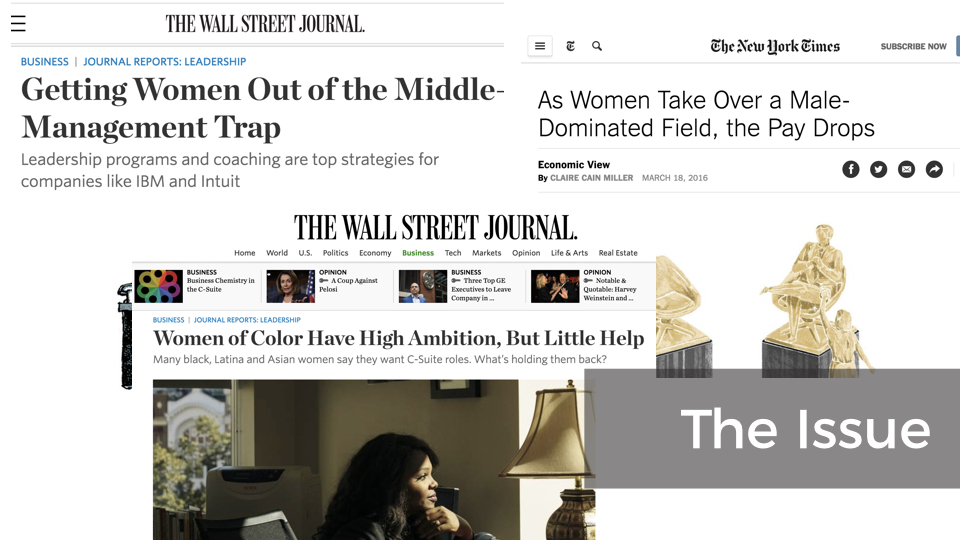 THE WALL STREET JOURNAL.
BUSINESS | JOURNAL REPORTS: LEADERSHIP
Getting Women Out of the Middle-
Management Trap
Leadership programs and coaching are top strategies for
companies like IBM and Intuit
The New York Times
SUBSCRIBE NOW
As Women Take Over a Male-
Dominated Field, the Pay Drops
Economic View
By CLAIRE CAIN MILLER MARCH 18, 2016
THE WALL STREET JOURNAL.
Home World U.S. Politics Economy Business Tech Markets Opinion Life & Arts Real Estate
BUSINESS
Business Chemistry in
the C-Suite
OPINION
A Coup Against
Pelosi
BUSINESS
Three Top GE
Executives to Leave
Company in ...
OPINION
Notable &
Quotable: Harvey
Weinstein and ...
BUSINESS | JOURNAL REPORTS: LEADERSHIP
Women of Color Have High Ambition, But Little Help
Many black, Latina and Asian women say they want C-Suite roles. What's holding them back?
The Issue